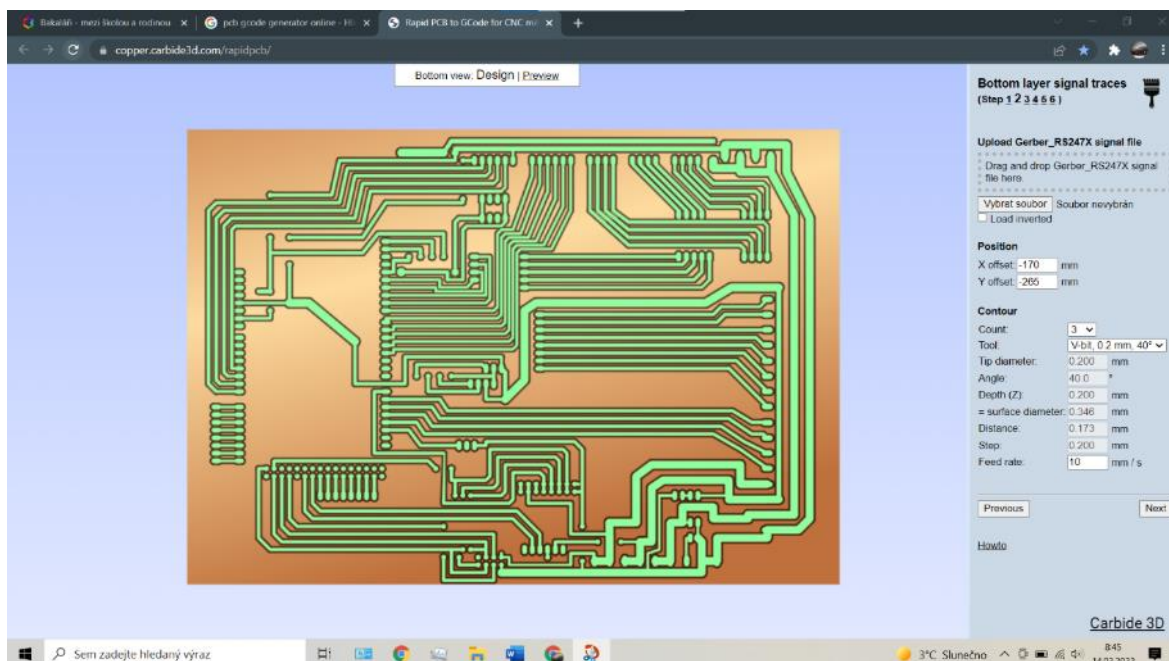 Bakaláři - mezi školou a rodinou
pcb gcode generator online - Hl
Rapid PCB to GCode for CNC mi
copper.carbide3d.com/rapidpcb/
Bottom view: Design | Preview
Bottom layer signal traces
(Step 1 2 3 4 5 6 )
Upload Gerber_RS247X signal file
Drag and drop Gerber_RS247X signal
file here.
Vybrat soubor Soubor nevybrán
Load inverted
Position
X offset: -170 mm
Y offset: -265 mm
Contour
Count: 3
Tool: V-bit, 0.2 mm, 40°
Tip diameter: 0.200 mm
Angle: 40.0 °
Depth (Z): 0.200 mm
= surface diameter: 0.346 mm
Distance: 0.173 mm
Step: 0.200 mm
Feed rate: 10 mm / s
Previous Next
Howto
Carbide 3D
Sem zadejte hledaný výraz
3°C Slunečno
8:45